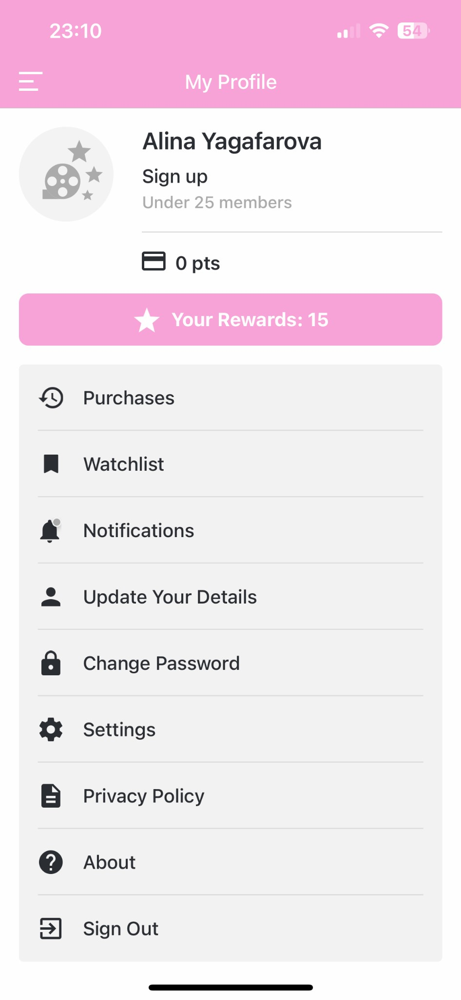 23:10
54
My Profile
Alina Yagafarova
Sign up
Under 25 members
0 pts
Your Rewards: 15
Purchases
Watchlist
Notifications
Update Your Details
Change Password
Settings
Privacy Policy
About
Sign Out